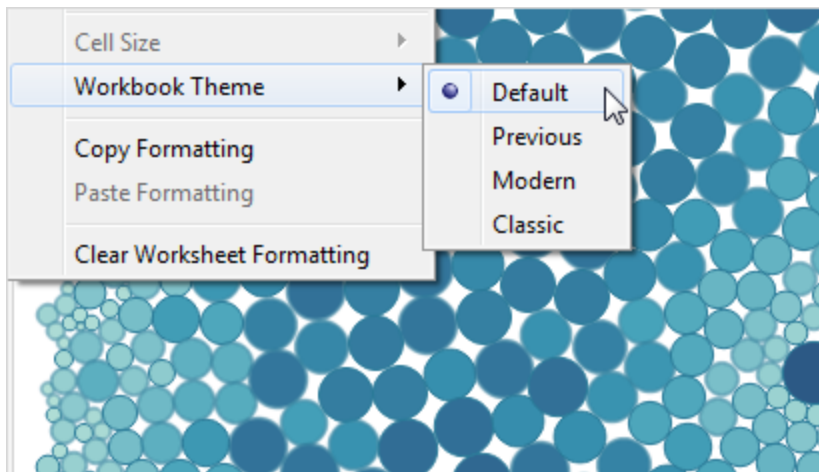 Cell Size
Workbook Theme
Default
Previous
Modern
Classic
Copy Formatting
Paste Formatting
Clear Worksheet Formatting